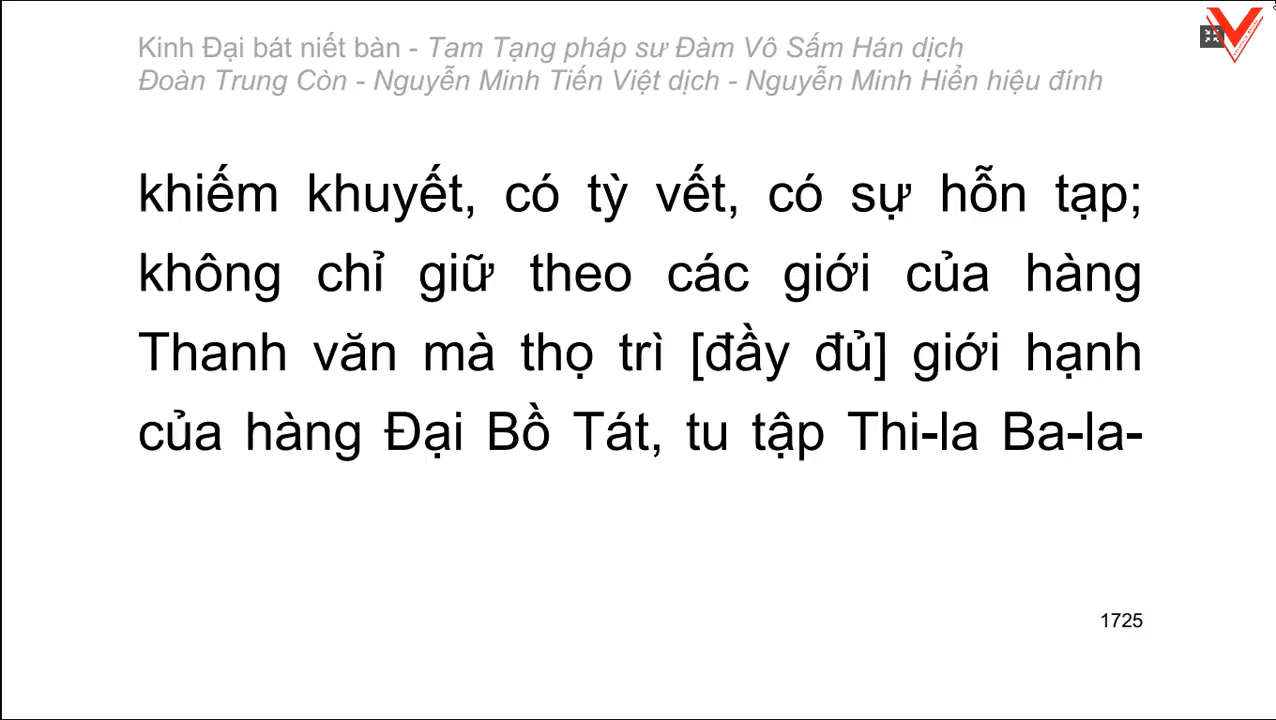 Kinh Đại bát niết bàn - Tam Tạng pháp sư Đàm Vô Sấm Hán dịch
Đoàn Trung Còn - Nguyễn Minh Tiến Việt dịch - Nguyễn Minh Hiển hiệu đính
khiếm khuyết, có tỳ vết, có sự hỗn tạp;
không chỉ giữ theo các giới của hàng
Thanh văn mà thọ trì [đầy đủ] giới hạnh
của hàng Đại Bồ Tát, tu tập Thi-la Ba-la-
1725